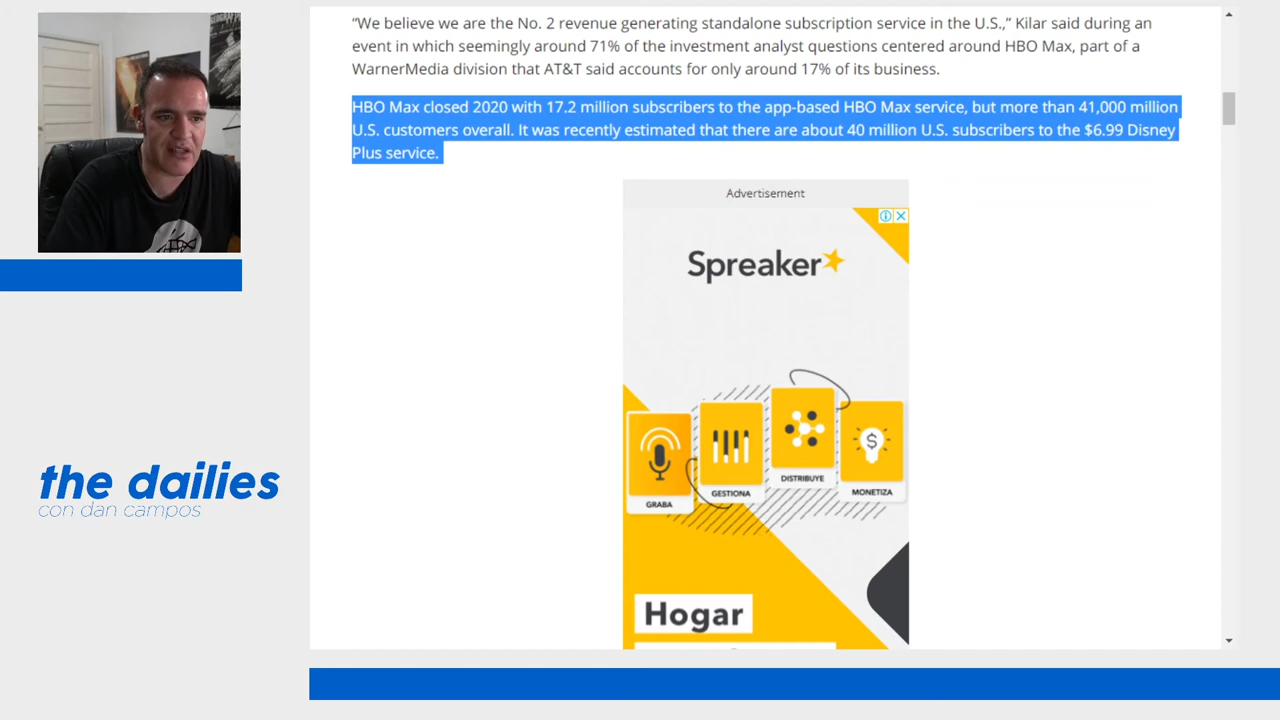 “We believe we are the No. 2 revenue generating standalone subscription service in the U.S.,” Kilar said during an
event in which seemingly around 71% of the investment analyst questions centered around HBO Max, part of a
WarnerMedia division that AT&T said accounts for only around 17% of its business.
HBO Max closed 2020 with 17.2 million subscribers to the app-based HBO Max service, but more than 41,000 million
U.S. customers overall. It was recently estimated that there are about 40 million U.S. subscribers to the $6.99 Disney
Plus service.
Advertisement
Spreaker
GRABA
GESTIONA
DISTRIBUYE
$
MONETIZA
Hogar
the dailies
con dan campos